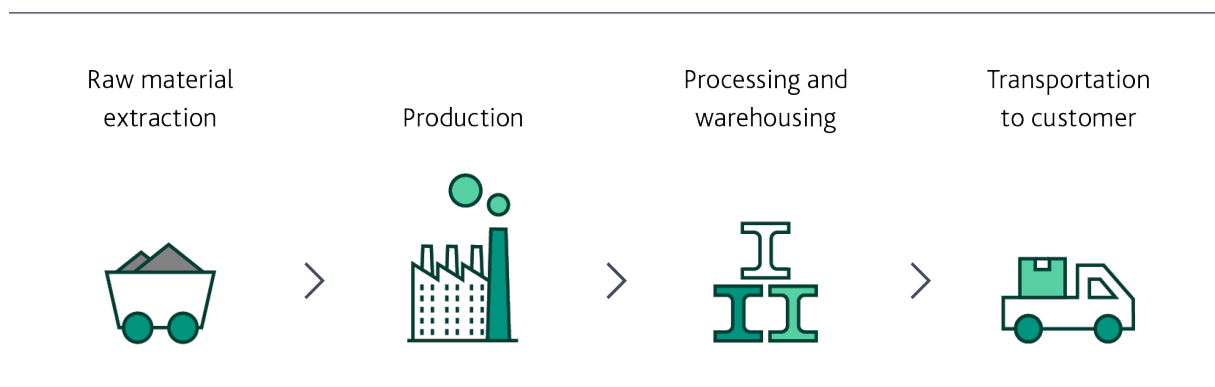 Raw material
extraction
Production
Processing and
warehousing
Transportation
to customer